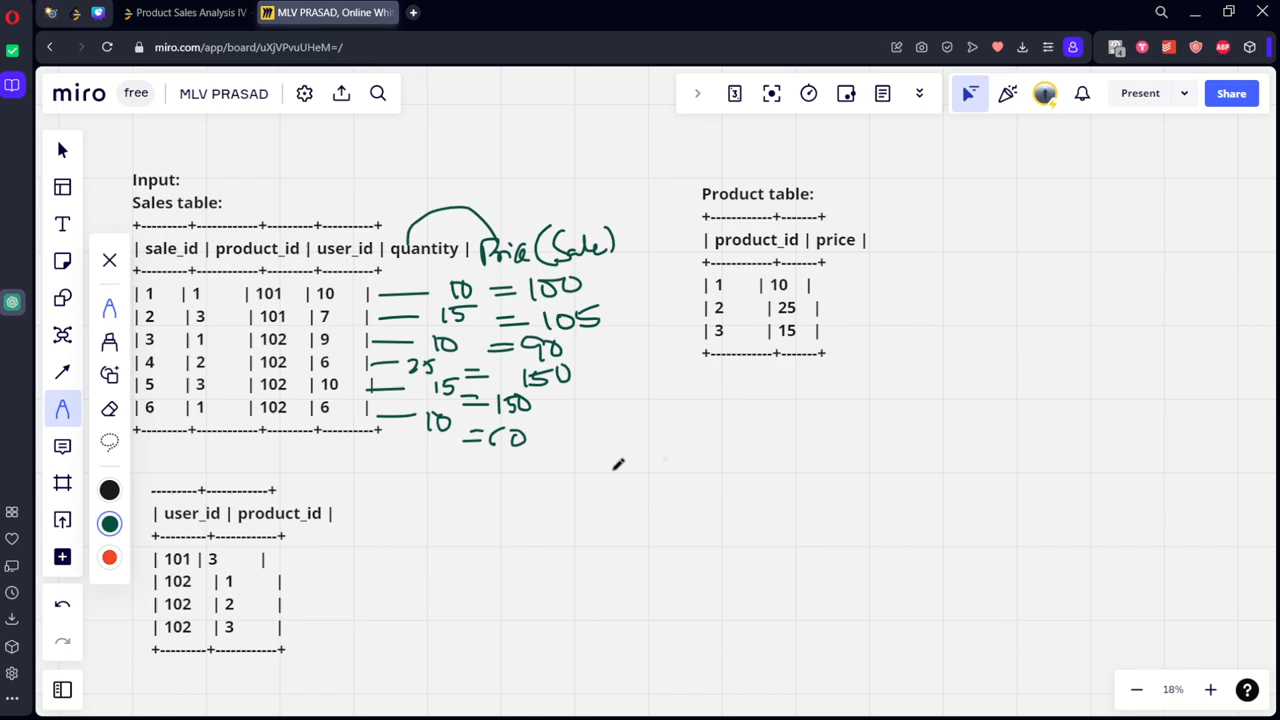 Product Sales Analysis IV
MLV PRASAD, Online Whi
miro.com/app/board/uXjVPvuUHeM=/
miro free MLV PRASAD
Present
Share
Input:
Sales table:
+---------+------------+---------+----------+
| sale_id | product_id | user_id | quantity | Price (Sale)
+---------+------------+---------+----------+
| 1 | 1 | 101 | 10 | — 10 = 100
| 2 | 3 | 101 | 7 | — 15 = 105
| 3 | 1 | 102 | 9 | — 10 = 90
| 4 | 2 | 102 | 6 | — 25 = 150
| 5 | 3 | 102 | 10 | — 15 = 150
| 6 | 1 | 102 | 6 | — 10 = 60
+---------+------------+---------+----------+
Product table:
+------------+-------+
| product_id | price |
+------------+-------+
| 1 | 10 |
| 2 | 25 |
| 3 | 15 |
+------------+-------+
---------+------------+
| user_id | product_id |
+---------+------------+
| 101 | 3 |
| 102 | 1 |
| 102 | 2 |
| 102 | 3 |
+---------+------------+
18%